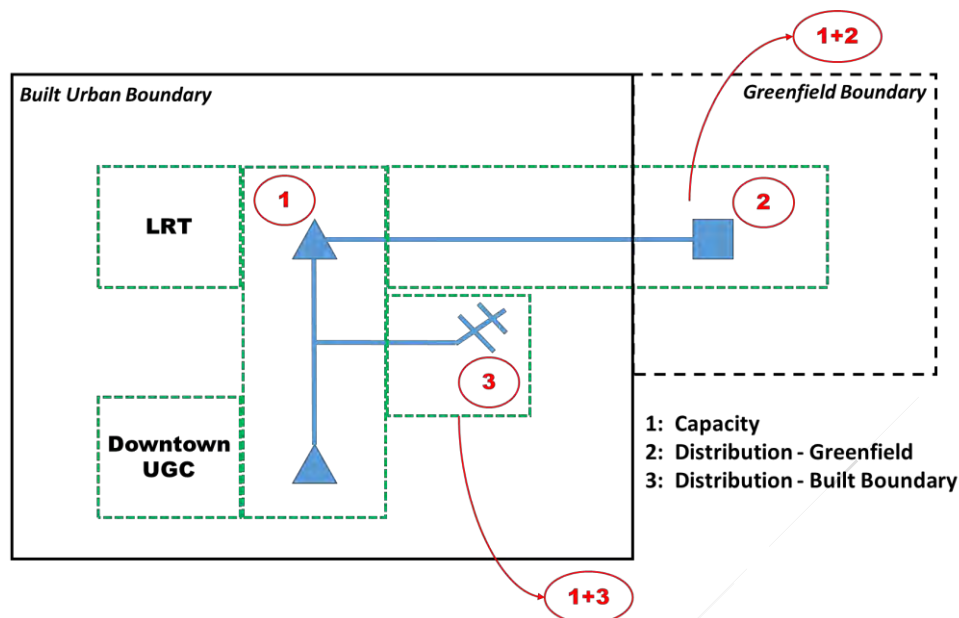 1+2
Built Urban Boundary
Greenfield Boundary
1
2
LRT
3
Downtown
UGC
1: Capacity
2: Distribution - Greenfield
3: Distribution - Built Boundary
1+3